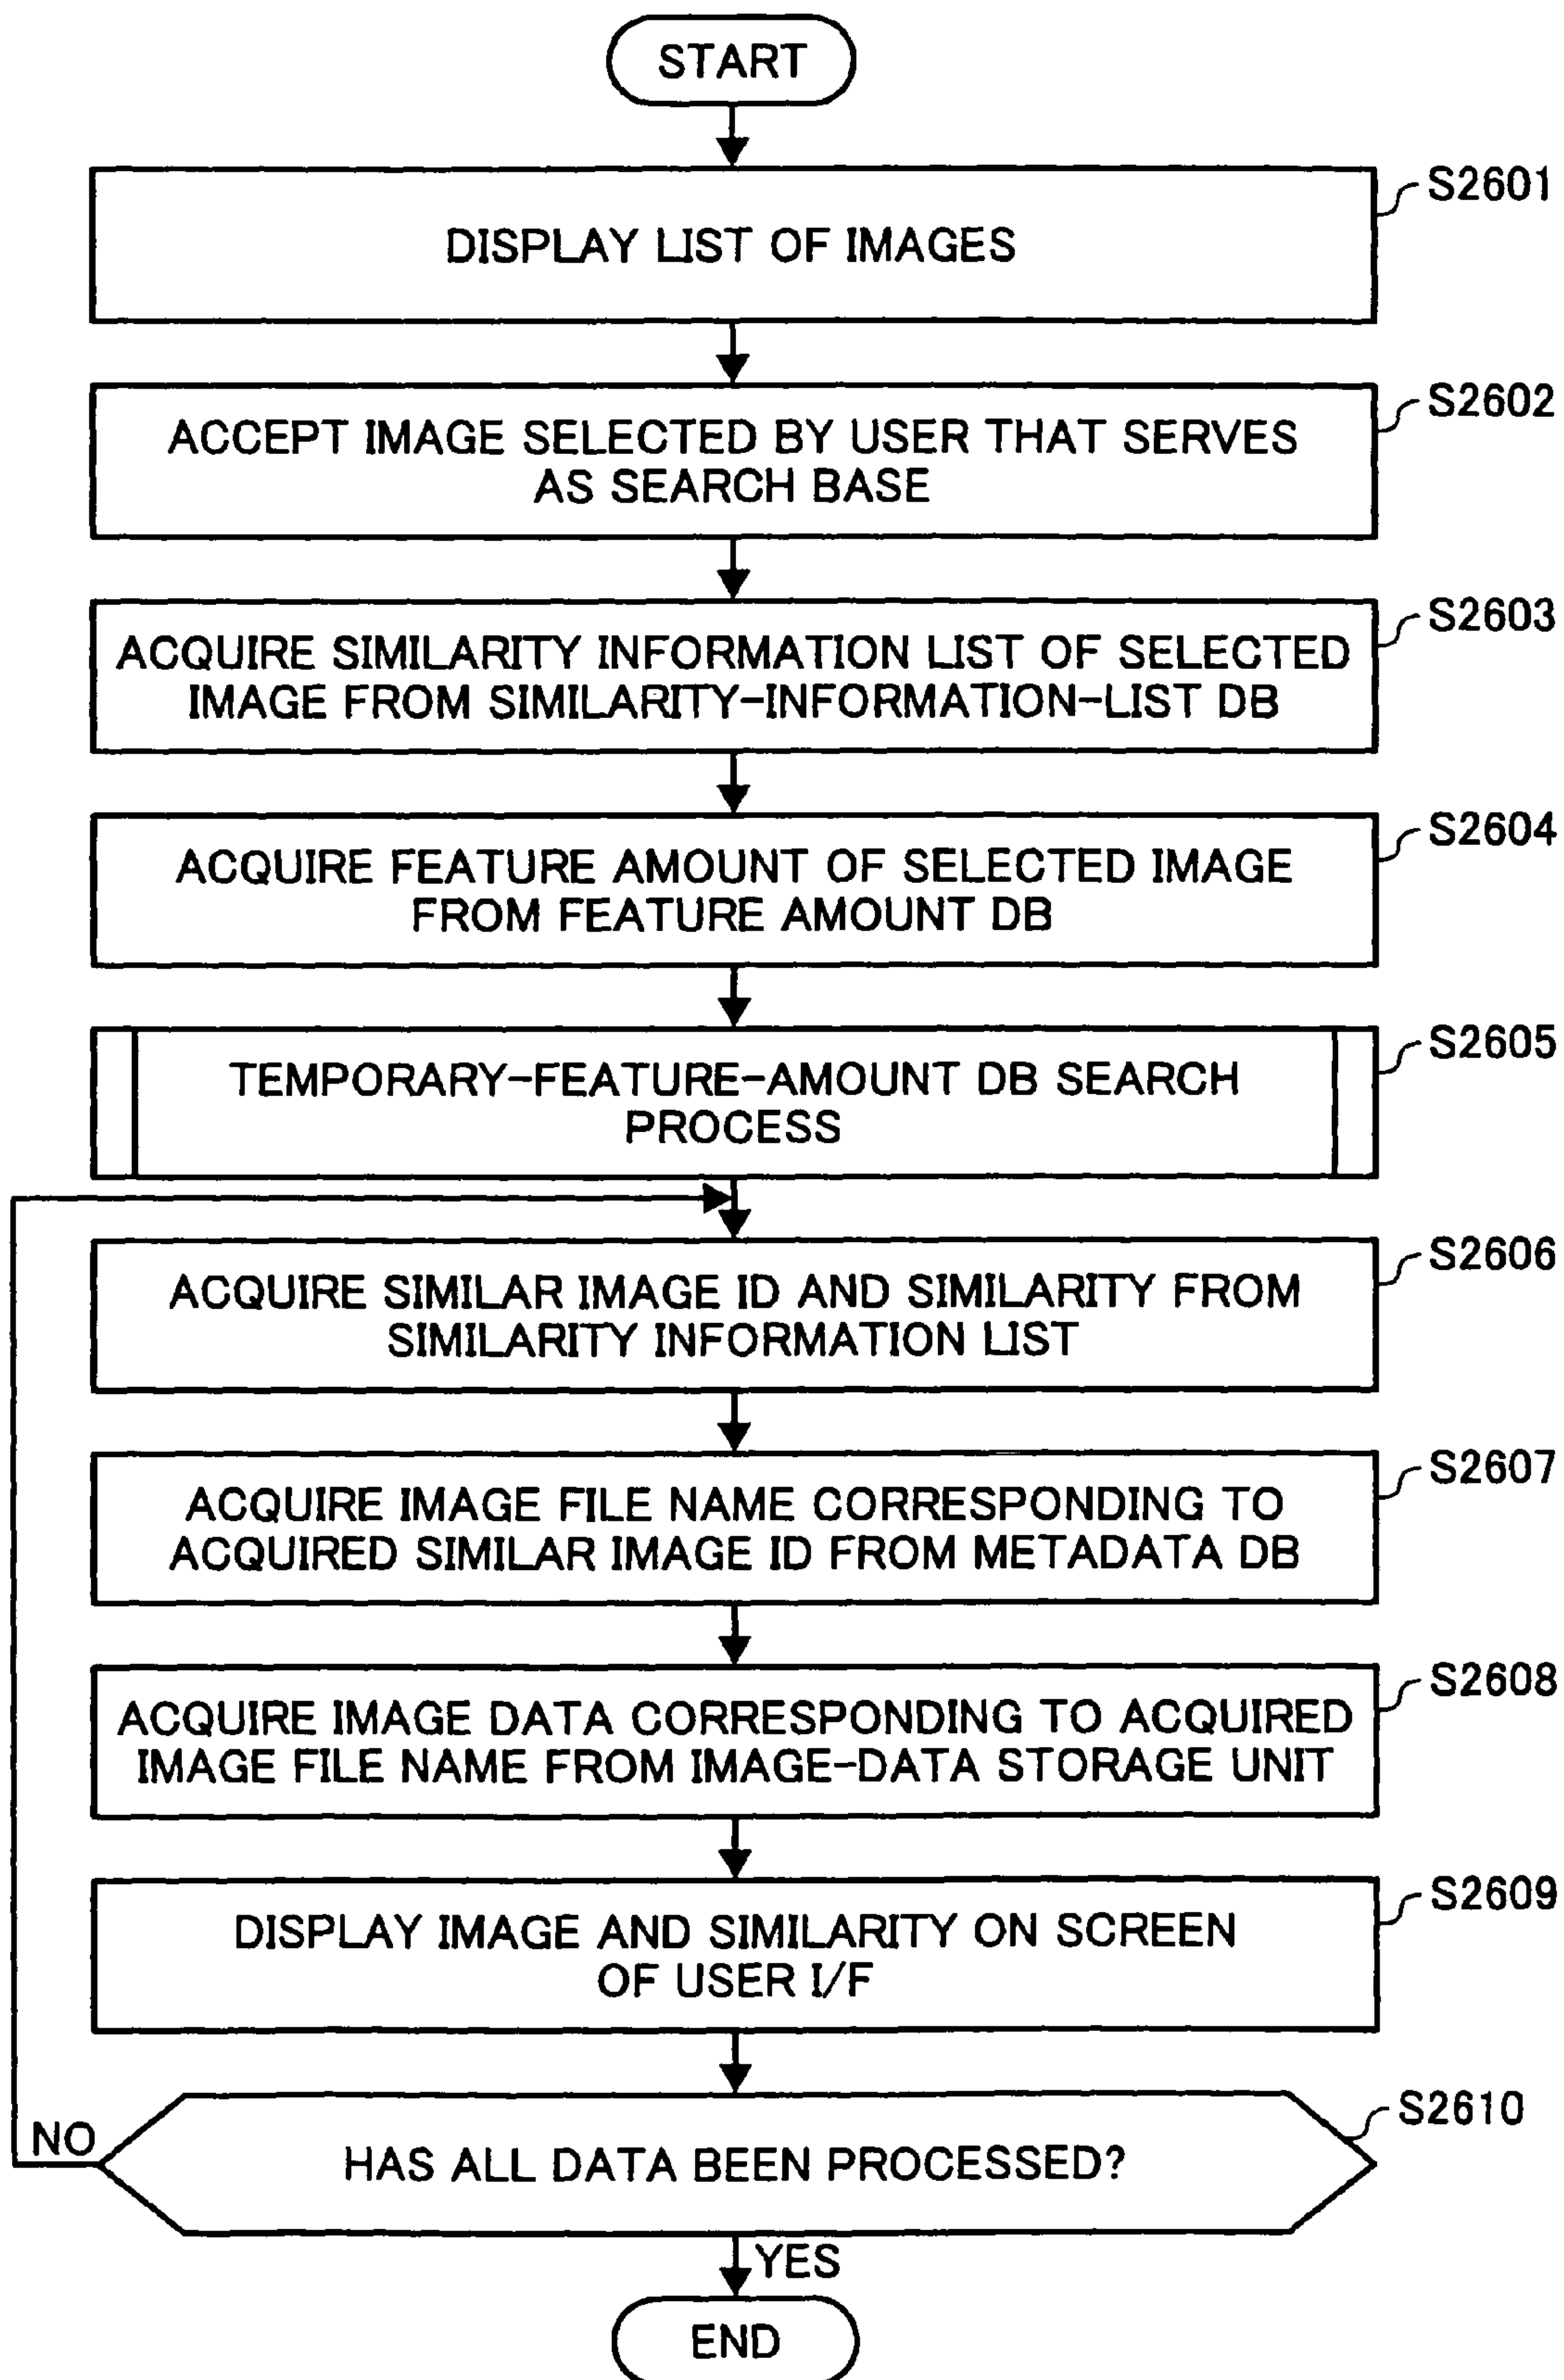 START
S2601
DISPLAY LIST OF IMAGES
S2602
ACCEPT IMAGE SELECTED BY USER THAT SERVES
AS SEARCH BASE
S2603
ACQUIRE SIMILARITY INFORMATION LIST OF SELECTED
IMAGE FROM SIMILARITY-INFORMATION-LIST DB
S2604
ACQUIRE FEATURE AMOUNT OF SELECTED IMAGE
FROM FEATURE AMOUNT DB
S2605
TEMPORARY-FEATURE-AMOUNT DB SEARCH
PROCESS
S2606
ACQUIRE SIMILAR IMAGE ID AND SIMILARITY FROM
SIMILARITY INFORMATION LIST
S2607
ACQUIRE IMAGE FILE NAME CORRESPONDING TO
ACQUIRED SIMILAR IMAGE ID FROM METADATA DB
S2608
ACQUIRE IMAGE DATA CORRESPONDING TO ACQUIRED
IMAGE FILE NAME FROM IMAGE-DATA STORAGE UNIT
S2609
DISPLAY IMAGE AND SIMILARITY ON SCREEN
OF USER I/F
S2610
NO
HAS ALL DATA BEEN PROCESSED?
YES
END